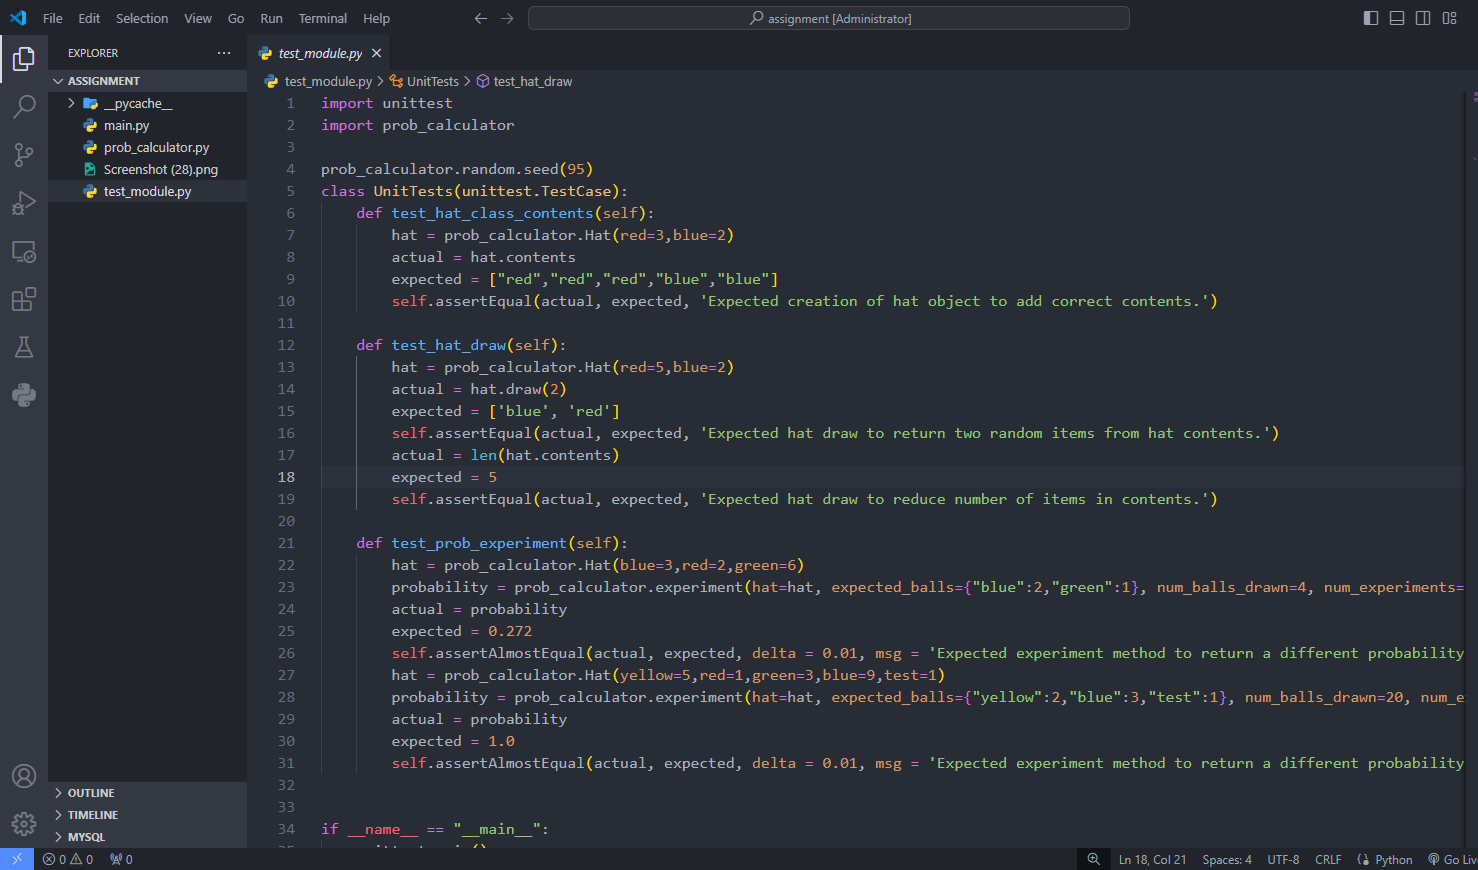 File Edit Selection View Go Run Terminal Help
assignment [Administrator]
EXPLORER
ASSIGNMENT
__pycache__
main.py
prob_calculator.py
Screenshot (28).png
test_module.py
OUTLINE
TIMELINE
MYSQL
test_module.py
test_module.py > UnitTests > test_hat_draw
1 import unittest
2 import prob_calculator
3
4 prob_calculator.random.seed(95)
5 class UnitTests(unittest.TestCase):
6 def test_hat_class_contents(self):
7 hat = prob_calculator.Hat(red=3,blue=2)
8 actual = hat.contents
9 expected = ["red","red","red","blue","blue"]
10 self.assertEqual(actual, expected, 'Expected creation of hat object to add correct contents.')
11
12 def test_hat_draw(self):
13 hat = prob_calculator.Hat(red=5,blue=2)
14 actual = hat.draw(2)
15 expected = ['blue', 'red']
16 self.assertEqual(actual, expected, 'Expected hat draw to return two random items from hat contents.')
17 actual = len(hat.contents)
18 expected = 5
19 self.assertEqual(actual, expected, 'Expected hat draw to reduce number of items in contents.')
20
21 def test_prob_experiment(self):
22 hat = prob_calculator.Hat(blue=3,red=2,green=6)
23 probability = prob_calculator.experiment(hat=hat, expected_balls={"blue":2,"green":1}, num_balls_drawn=4, num_experiments=
24 actual = probability
25 expected = 0.272
26 self.assertAlmostEqual(actual, expected, delta = 0.01, msg = 'Expected experiment method to return a different probability
27 hat = prob_calculator.Hat(yellow=5,red=1,green=3,blue=9,test=1)
28 probability = prob_calculator.experiment(hat=hat, expected_balls={"yellow":2,"blue":3,"test":1}, num_balls_drawn=20, num_e
29 actual = probability
30 expected = 1.0
31 self.assertAlmostEqual(actual, expected, delta = 0.01, msg = 'Expected experiment method to return a different probability
32
33
34 if __name__ == "__main__":
0 0 0 Ln 18, Col 21 Spaces: 4 UTF-8 CRLF Python Go Liv